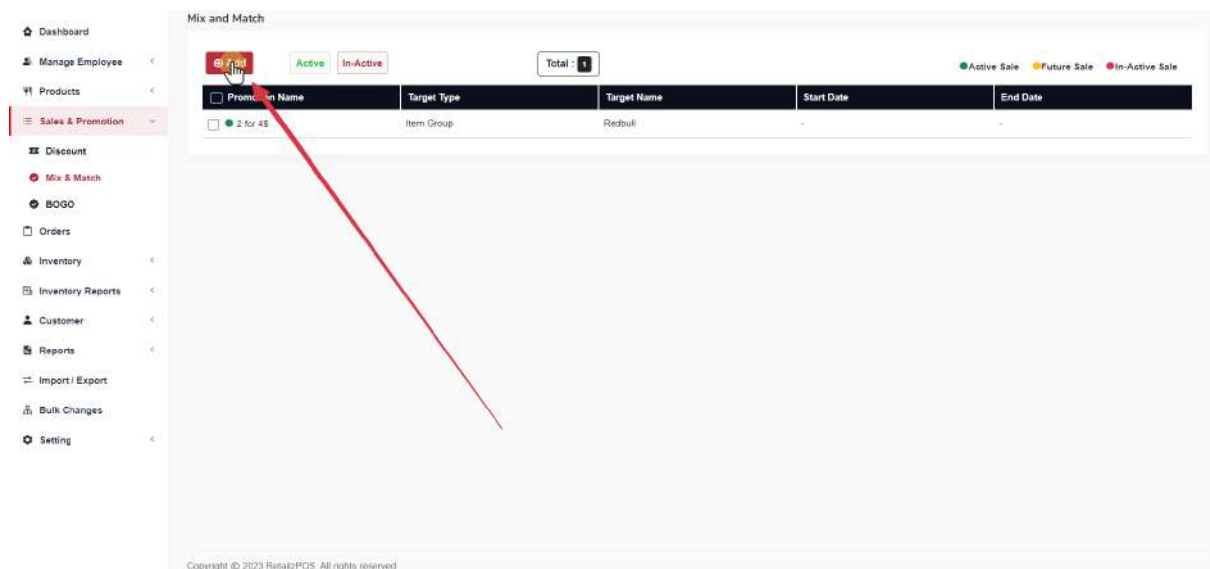 Mix and Match
Dashboard
Manage Employee
Products
Sales & Promotion
Discount
Mix & Match
BOGO
Orders
Inventory
Inventory Reports
Customer
Reports
Import / Export
Bulk Changes
Setting
Add Active In-Active Total : 1 Active Sale Future Sale In-Active Sale
Promotion Name Target Type Target Name Start Date End Date
2 for 4$ Item Group Redbull - -
Copyright © 2023 RetailzPOS. All rights reserved